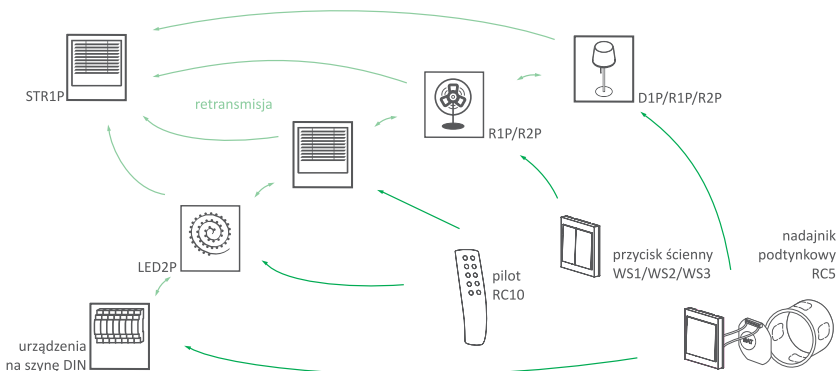 STR1P
retransmisja
R1P/R2P
D1P/R1P/R2P
LED2P
pilot
RC10
przycisk ścienny
WS1/WS2/WS3
nadajnik
podtynkowy
RC5
urządzenia
na szynę DIN